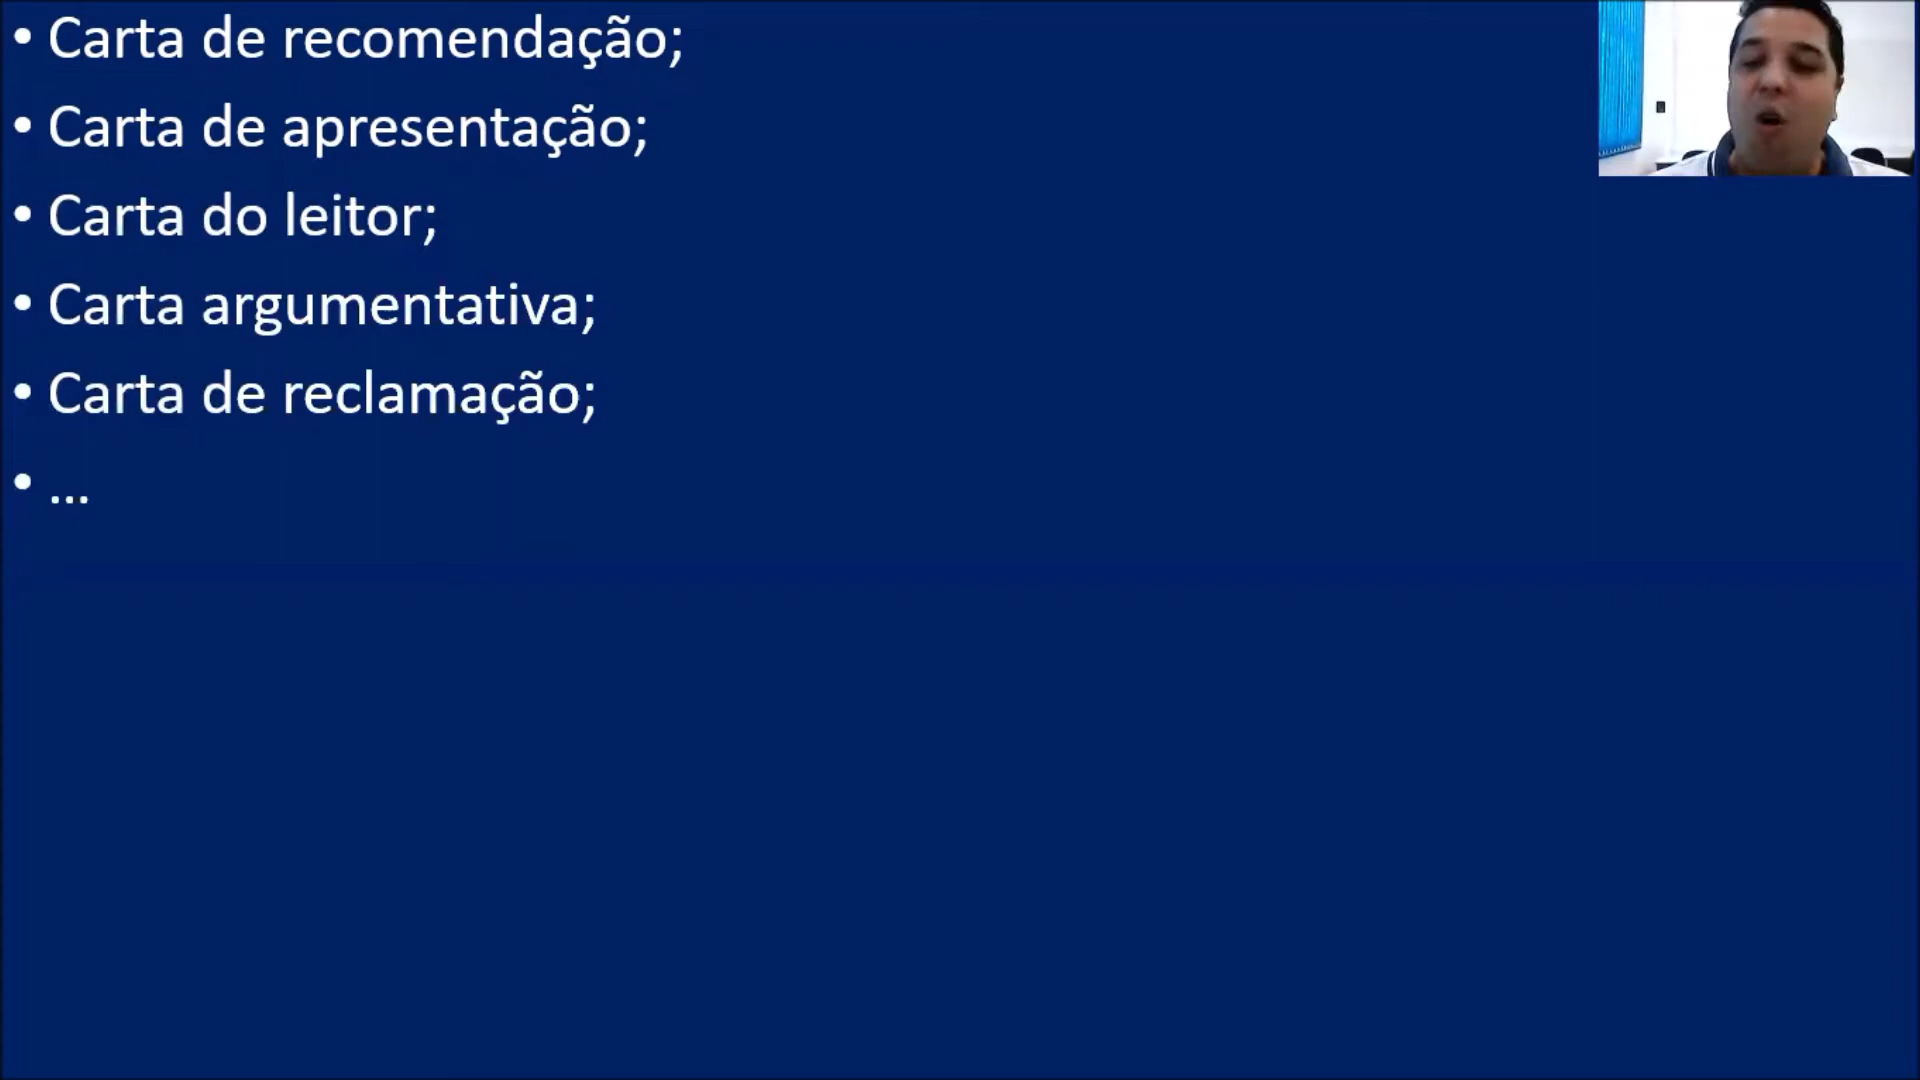 • Carta de recomendação;
• Carta de apresentação;
• Carta do leitor;
• Carta argumentativa;
• Carta de reclamação;
• ...